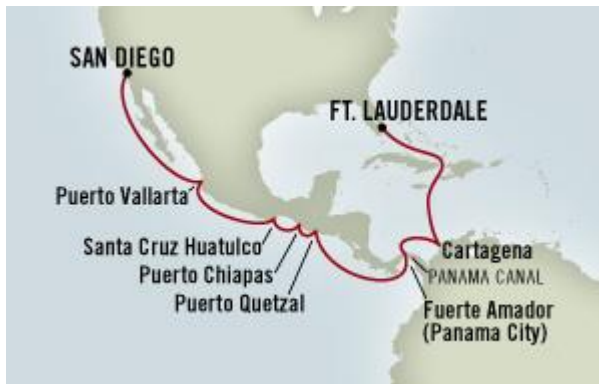 SAN DIEGO
FT. LAUDERDALE
Puerto Vallarta
Santa Cruz Huatulco
Puerto Chiapas
Puerto Quetzal
Cartagena
PANAMA CANAL
Fuerte Amador
(Panama City)